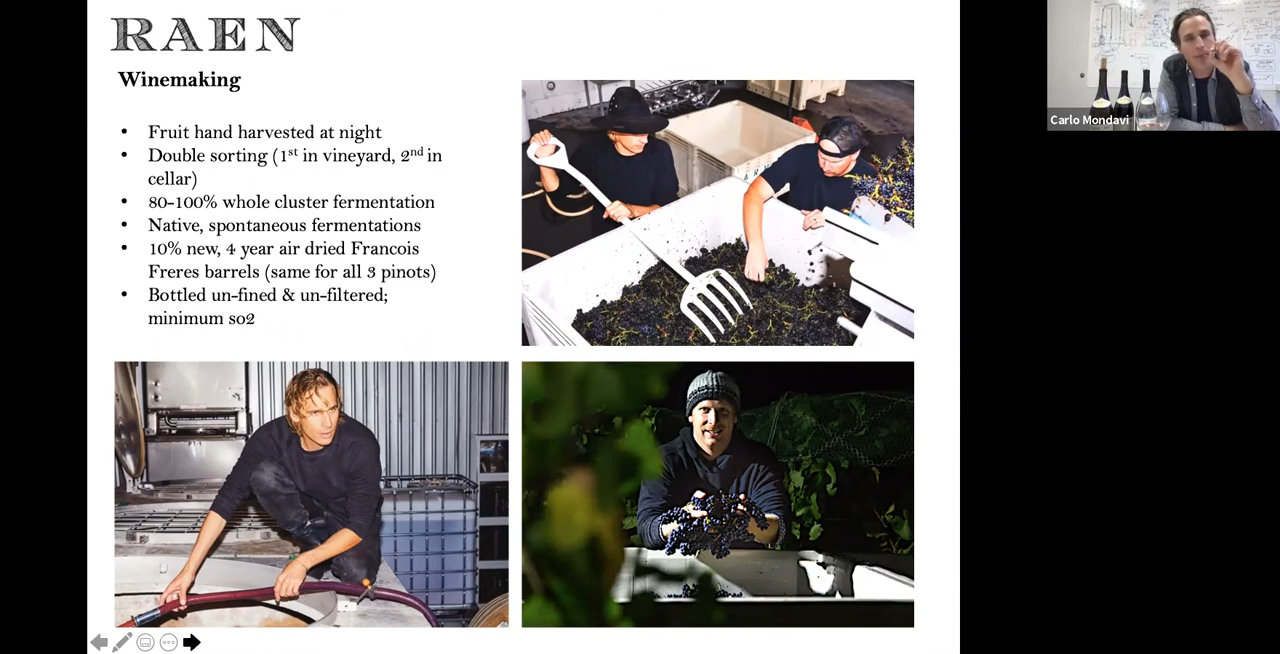 RAEN
Winemaking
• Fruit hand harvested at night
• Double sorting (1st in vineyard, 2nd in
cellar)
• 80-100% whole cluster fermentation
• Native, spontaneous fermentations
• 10% new, 4 year air dried Francois
Freres barrels (same for all 3 pinots)
• Bottled un-fined & un-filtered;
minimum so2
Carlo Mondavi